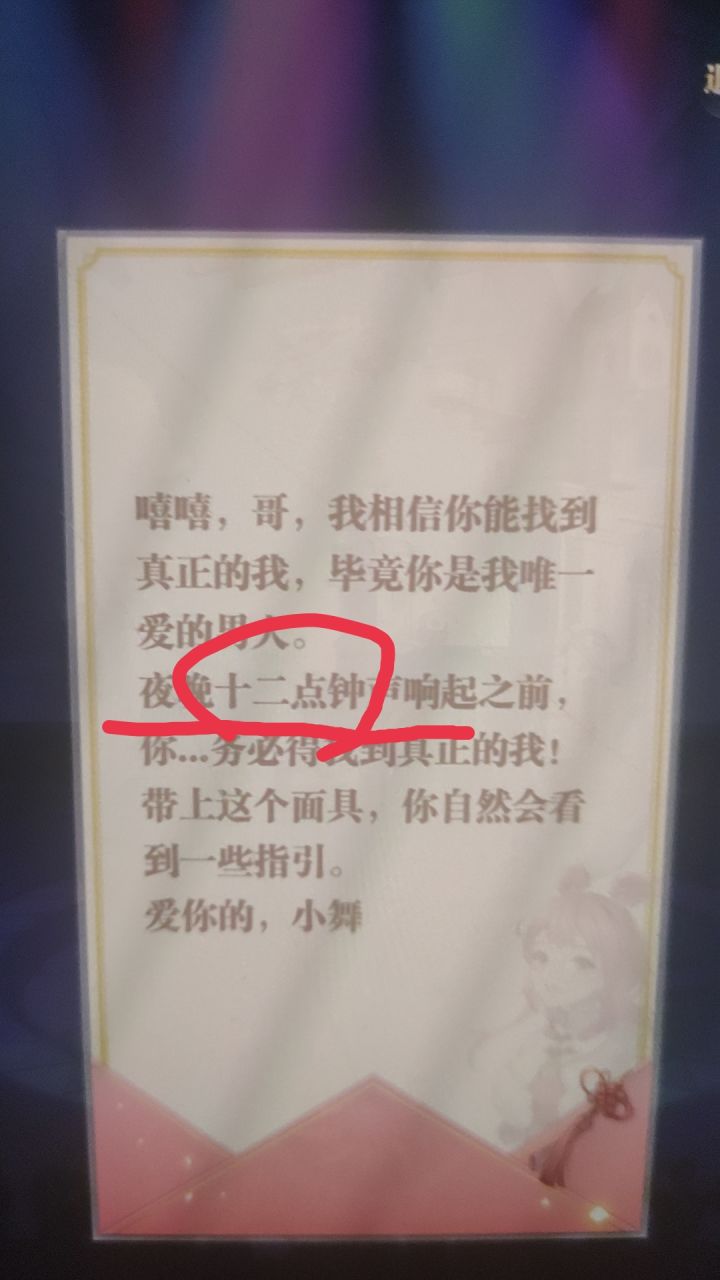 嘻嘻，哥，我相信你能找到
真正的我，毕竟你是我唯一
爱的男人。
夜晚十二点钟声响起之前，
你...务必得找到真正的我！
带上这个面具，你自然会看
到一些指引。
爱你的，小舞